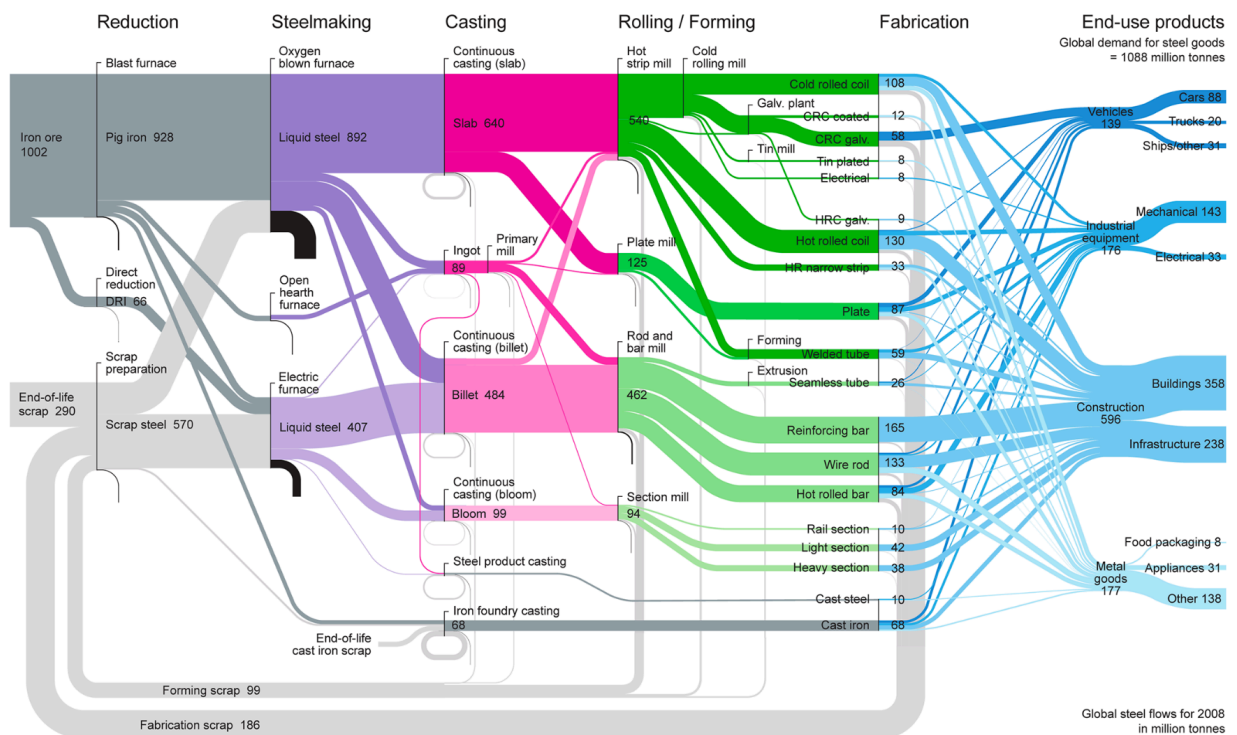 Reduction
Steelmaking
Casting
Rolling / Forming
Fabrication
End-use products
Global demand for steel goods
= 1088 million tonnes
Blast furnace
Oxygen
blown furnace
Continuous
casting (slab)
Hot
strip mill
Cold
rolling mill
Iron ore
1002
Pig iron 928
Liquid steel 892
Slab 640
540
Cold rolled coil 108
Galv. plant
CRC coated 12
CRC galv. 58
Tin mill
Tin plated 8
Electrical 8
HRC galv. 9
Hot rolled coil 130
HR narrow strip 33
Vehicles
139
Cars 88
Trucks 20
Ships/other 31
Industrial
equipment
176
Mechanical 143
Electrical 33
Direct
reduction
DRI 66
Open
hearth
furnace
Ingot
89
Primary
mill
Plate mill
125
Plate 87
Scrap
preparation
End-of-life
scrap 290
Scrap steel 570
Electric
furnace
Liquid steel 407
Continuous
casting (billet)
Billet 484
Rod and
bar mill
462
Forming
Welded tube 59
Extrusion
Seamless tube 26
Reinforcing bar 165
Wire rod 133
Hot rolled bar 84
Construction
596
Buildings 358
Infrastructure 238
Continuous
casting (bloom)
Bloom 99
Section mill
94
Rail section 10
Light section 42
Heavy section 38
Steel product casting
Cast steel 10
Iron foundry casting
68
Cast iron 68
Metal
goods
177
Food packaging 8
Appliances 31
Other 138
End-of-life
cast iron scrap
Forming scrap 99
Fabrication scrap 186
Global steel flows for 2008
in million tonnes